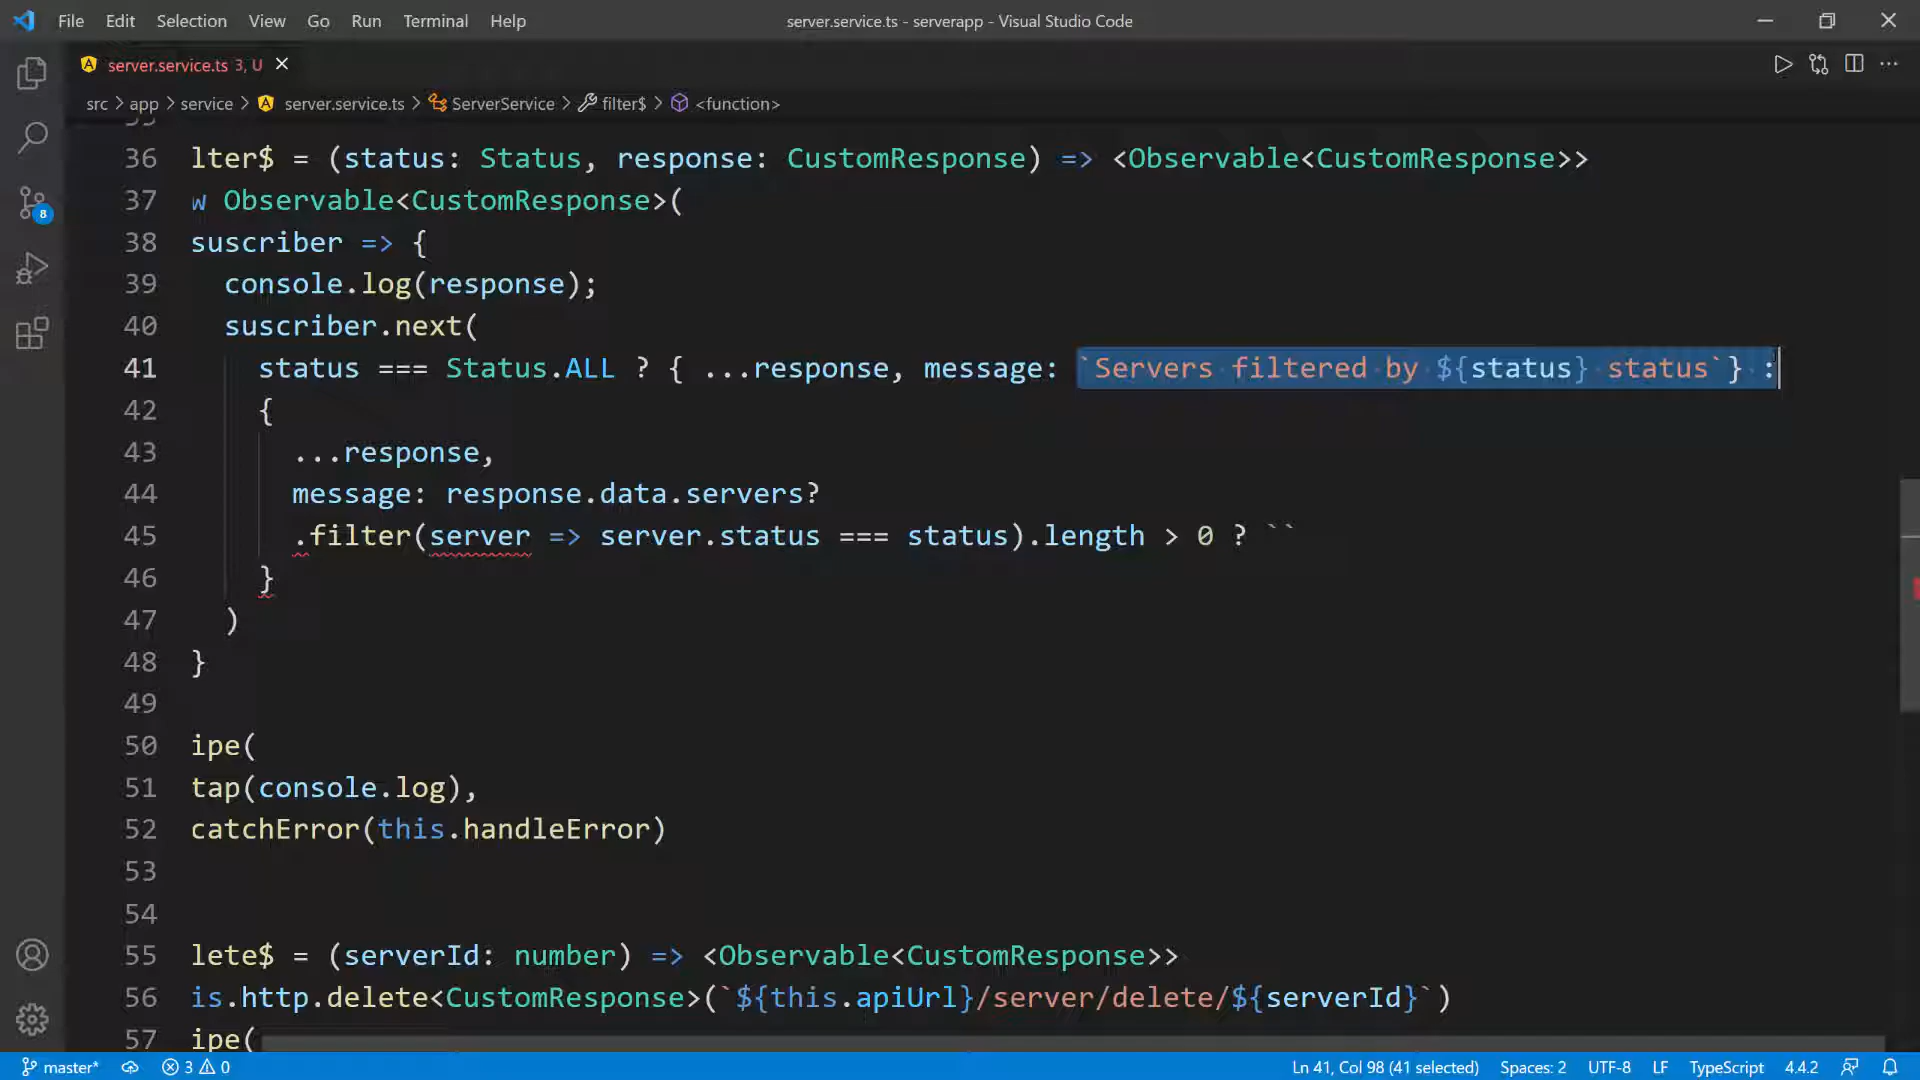 File Edit Selection View Go Run Terminal Help
server.service.ts - serverapp - Visual Studio Code
server.service.ts 3, U
src > app > service > server.service.ts > ServerService > filter$ > <function>
36 lter$ = (status: Status, response: CustomResponse) => <Observable<CustomResponse>>
37 w Observable<CustomResponse>(
38 suscriber => {
39 console.log(response);
40 suscriber.next(
41 status === Status.ALL ? { ...response, message: `Servers filtered by ${status} status`} :
42 {
43 ...response,
44 message: response.data.servers?
45 .filter(server => server.status === status).length > 0 ? ``
46 }
47 )
48 }
49
50 ipe(
51 tap(console.log),
52 catchError(this.handleError)
53
54
55 lete$ = (serverId: number) => <Observable<CustomResponse>>
56 is.http.delete<CustomResponse>(`${this.apiUrl}/server/delete/${serverId}`)
57 ipe(
8
master* 3 0 Ln 41, Col 98 (41 selected) Spaces: 2 UTF-8 LF TypeScript 4.4.2